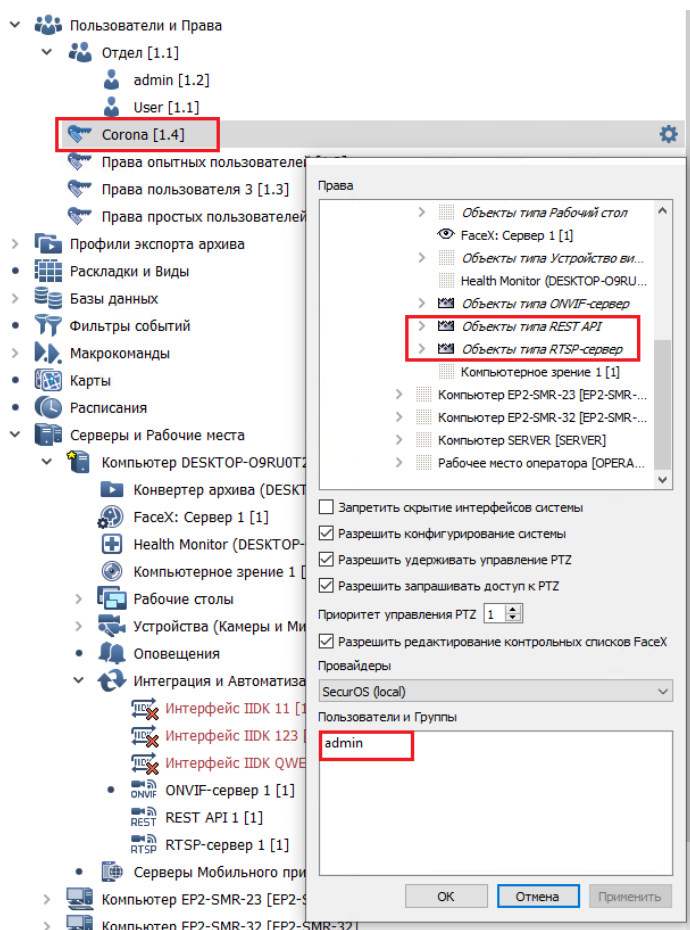 Пользователи и Права
Отдел [1.1]
admin [1.2]
User [1.1]
Corona [1.4]
Права опытных пользователе
Права пользователя 3 [1.3]
Права простых пользователей
Профили экспорта архива
Раскладки и Виды
Базы данных
Фильтры событий
Макрокоманды
Карты
Расписания
Серверы и Рабочие места
Компьютер DESKTOP-O9RU0T2
Конвертер архива (DESKT
FaceX: Сервер 1 [1]
Health Monitor (DESKTOP-
Компьютерное зрение 1 [
Рабочие столы
Устройства (Камеры и Ми
Оповещения
Интеграция и Автоматиза
IIDK Интерфейс IIDK 11 [1
IIDK Интерфейс IIDK 123 [
IIDK Интерфейс IIDK QWE
ONVIF ONVIF-сервер 1 [1]
REST REST API 1 [1]
RTSP RTSP-сервер 1 [1]
Серверы Мобильного при
Компьютер EP2-SMR-23 [EP2-S
Компьютер EP2-SMR-32 [EP2-SMR-32]
Права
Объекты типа Рабочий стол
FaceX: Сервер 1 [1]
Объекты типа Устройство ви...
Health Monitor (DESKTOP-O9RU...
Объекты типа ONVIF-сервер
Объекты типа REST API
Объекты типа RTSP-сервер
Компьютерное зрение 1 [1]
Компьютер EP2-SMR-23 [EP2-SMR-...
Компьютер EP2-SMR-32 [EP2-SMR-...
Компьютер SERVER [SERVER]
Рабочее место оператора [OPERA...
Запретить скрытие интерфейсов системы
Разрешить конфигурирование системы
Разрешить удерживать управление PTZ
Разрешить запрашивать доступ к PTZ
Приоритет управления PTZ 1
Разрешить редактирование контрольных списков FaceX
Провайдеры
SecurOS (local)
Пользователи и Группы
admin
ОК Отмена Применить